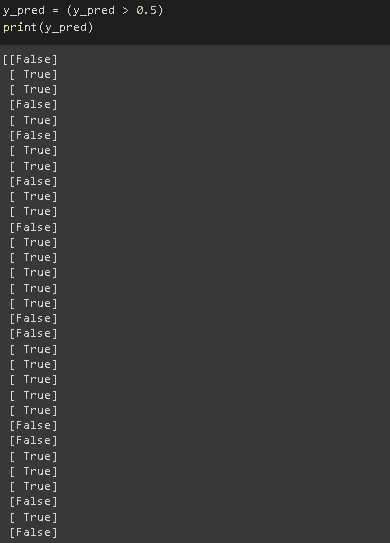 y_pred = (y_pred > 0.5)
print(y_pred)
[[False]
[ True]
[ True]
[False]
[ True]
[False]
[ True]
[ True]
[False]
[ True]
[ True]
[False]
[ True]
[ True]
[ True]
[ True]
[ True]
[False]
[False]
[ True]
[ True]
[ True]
[ True]
[ True]
[False]
[False]
[ True]
[ True]
[ True]
[False]
[ True]
[False]